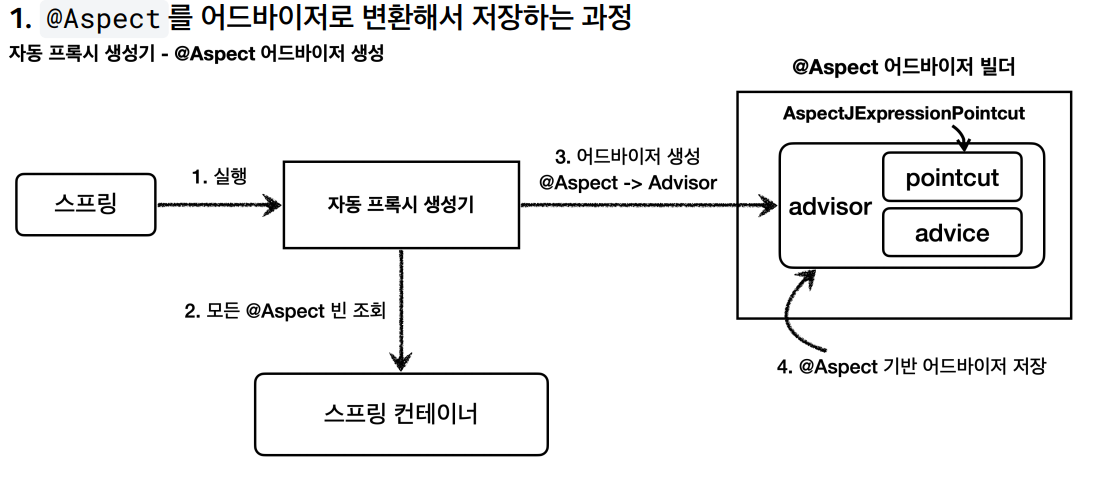 1. @Aspect 를 어드바이저로 변환해서 저장하는 과정
자동 프록시 생성기 - @Aspect 어드바이저 생성
@Aspect 어드바이저 빌더
AspectJExpressionPointcut
스프링
1. 실행
자동 프록시 생성기
3. 어드바이저 생성
@Aspect -> Advisor
advisor
pointcut
advice
2. 모든 @Aspect 빈 조회
4. @Aspect 기반 어드바이저 저장
스프링 컨테이너